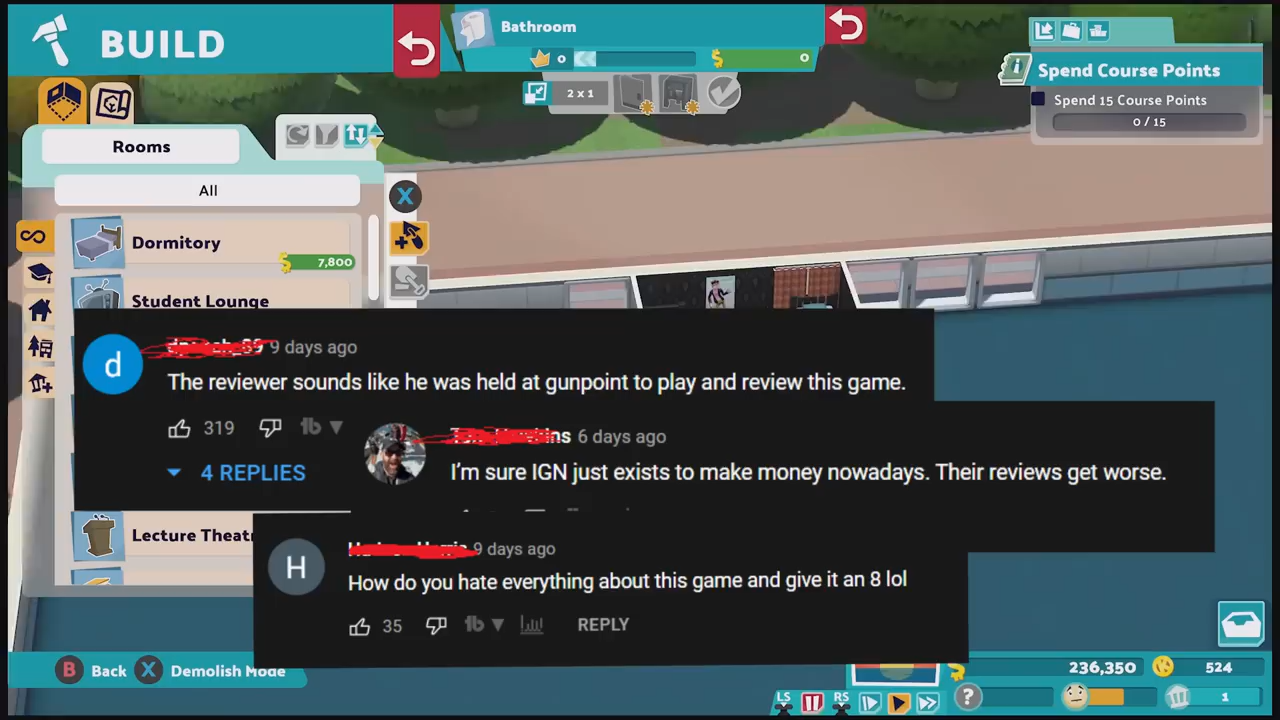 BUILD
Bathroom
0
0
2 x 1
Spend Course Points
Spend 15 Course Points
0 / 15
Rooms
All
Dormitory
7,800
Student Lounge
Lecture
d
9 days ago
The reviewer sounds like he was held at gunpoint to play and review this game.
319
4 REPLIES
6 days ago
I'm sure IGN just exists to make money nowadays. Their reviews get worse.
H
9 days ago
How do you hate everything about this game and give it an 8 lol
35
REPLY
B Back X Demolish Mode
X
236,350
524
LS
RS
?
1